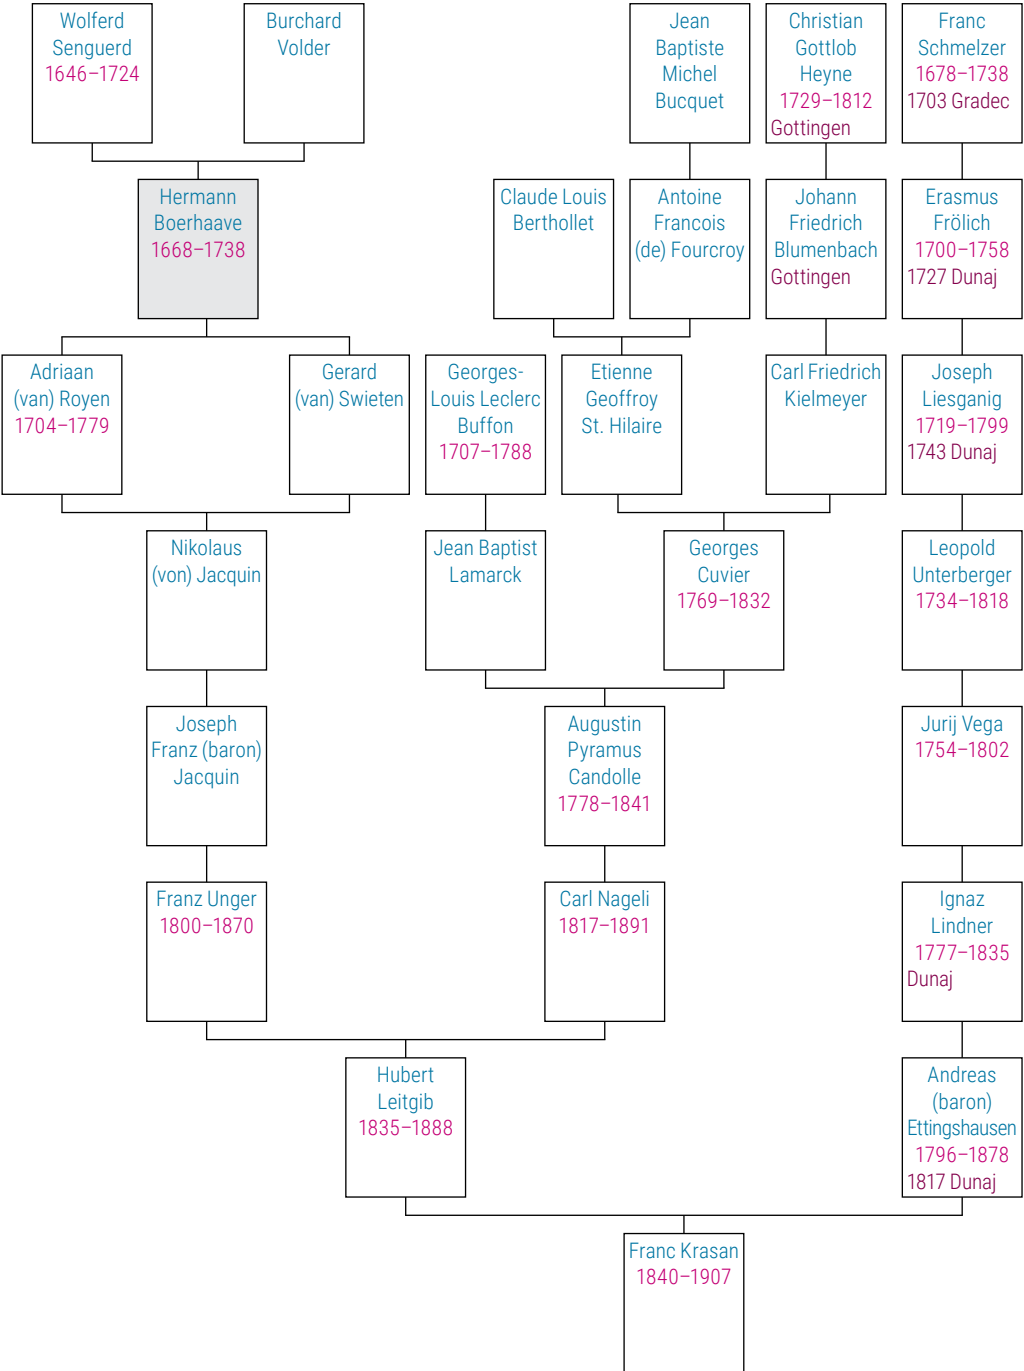 Wolferd
Senguerd
1646–1724
Burchard
Volder
Jean
Baptiste
Michel
Bucquet
Christian
Gottlob
Heyne
1729–1812
Gottingen
Franc
Schmelzer
1678–1738
1703 Gradec
Hermann
Boerhaave
1668–1738
Claude Louis
Berthollet
Antoine
Francois
(de) Fourcroy
Johann
Friedrich
Blumenbach
Gottingen
Erasmus
Frölich
1700–1758
1727 Dunaj
Adriaan
(van) Royen
1704–1779
Gerard
(van) Swieten
Georges-
Louis Leclerc
Buffon
1707–1788
Etienne
Geoffroy
St. Hilaire
Carl Friedrich
Kielmeyer
Joseph
Liesganig
1719–1799
1743 Dunaj
Nikolaus
(von) Jacquin
Jean Baptist
Lamarck
Georges
Cuvier
1769–1832
Leopold
Unterberger
1734–1818
Joseph
Franz (baron)
Jacquin
Augustin
Pyramus
Candolle
1778–1841
Jurij Vega
1754–1802
Franz Unger
1800–1870
Carl Nageli
1817–1891
Ignaz
Lindner
1777–1835
Dunaj
Hubert
Leitgib
1835–1888
Andreas
(baron)
Ettingshausen
1796–1878
1817 Dunaj
Franc Krasan
1840–1907